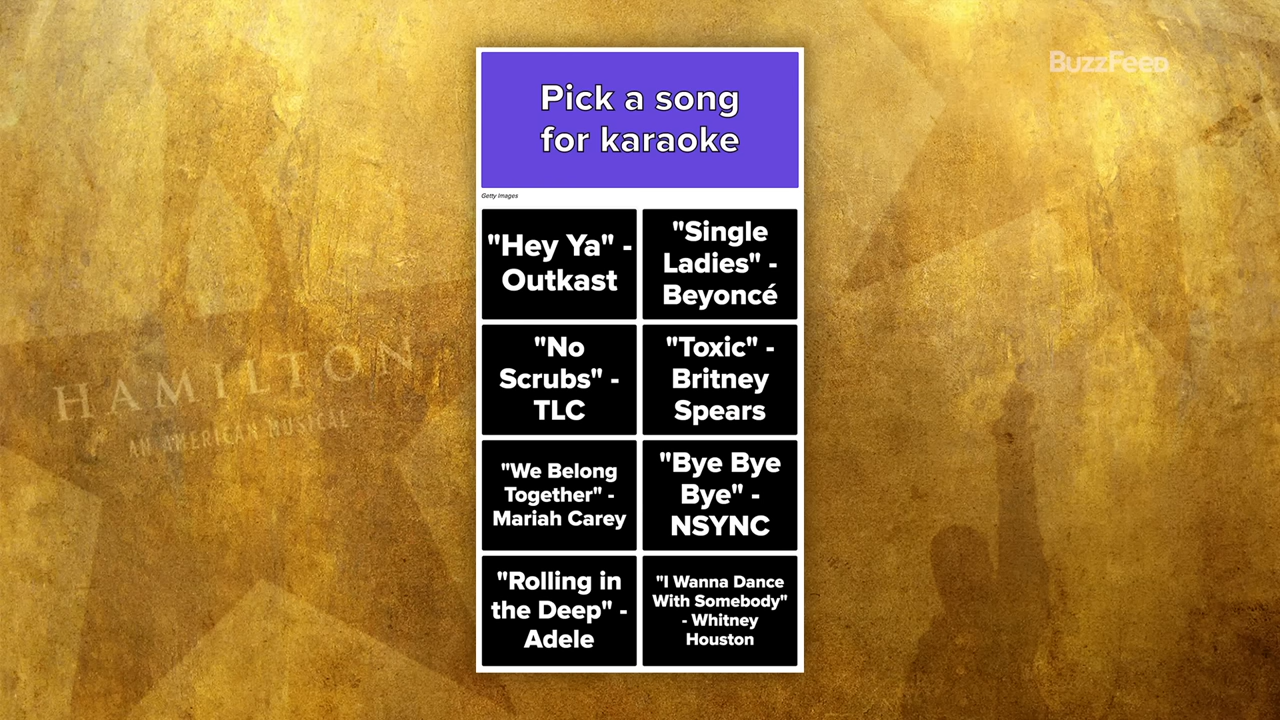 BuzzFeed
Pick a song
for karaoke
Getty Images
"Hey Ya" -
Outkast
"Single
Ladies" -
Beyoncé
"No
Scrubs" -
TLC
"Toxic" -
Britney
Spears
"We Belong
Together" -
Mariah Carey
"Bye Bye
Bye" -
NSYNC
"Rolling in
the Deep" -
Adele
"I Wanna Dance
With Somebody"
- Whitney
Houston
HAMILTON
AN AMERICAN MUSICAL